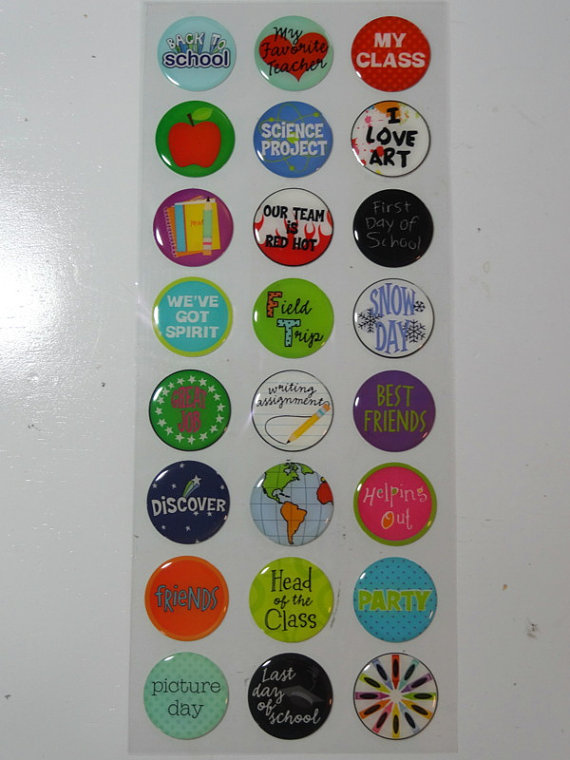 BACK TO
school
My
Favorite
Teacher
MY
CLASS
SCIENCE
PROJECT
I
LOVE
ART
OUR TEAM
is
RED HOT
First
Day of
School
WE'VE
GOT
SPIRIT
Field
Trip
SNOW
DAY
GREAT
JOB
writing
assignment
BEST
FRIENDS
DISCOVER
Helping
Out
FRIENDS
Head
of the
Class
PARTY
picture
day
Last
day
of
school